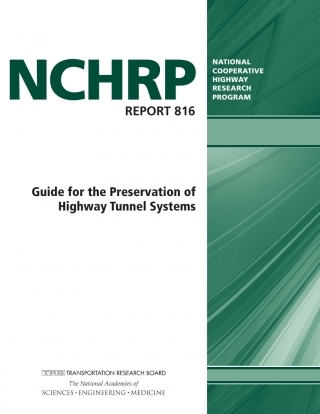 NCHRP
REPORT 816
NATIONAL
COOPERATIVE
HIGHWAY
RESEARCH
PROGRAM
Guide for the Preservation of
Highway Tunnel Systems
TRB TRANSPORTATION RESEARCH BOARD
The National Academies of
SCIENCES • ENGINEERING • MEDICINE